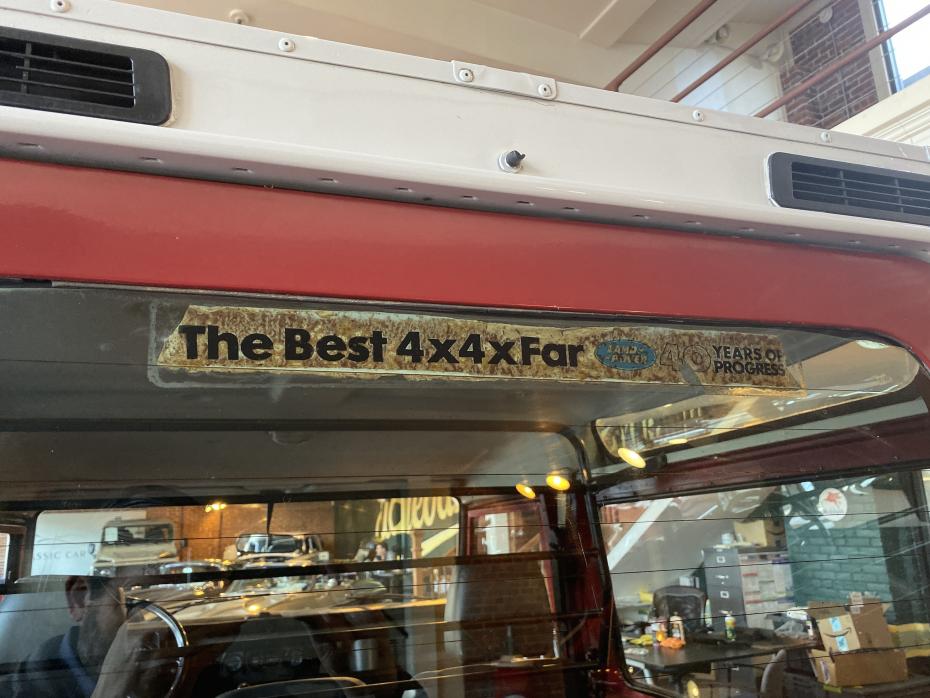 The Best 4x4xFar
LAND
ROVER
40
YEARS OF
PROGRESS